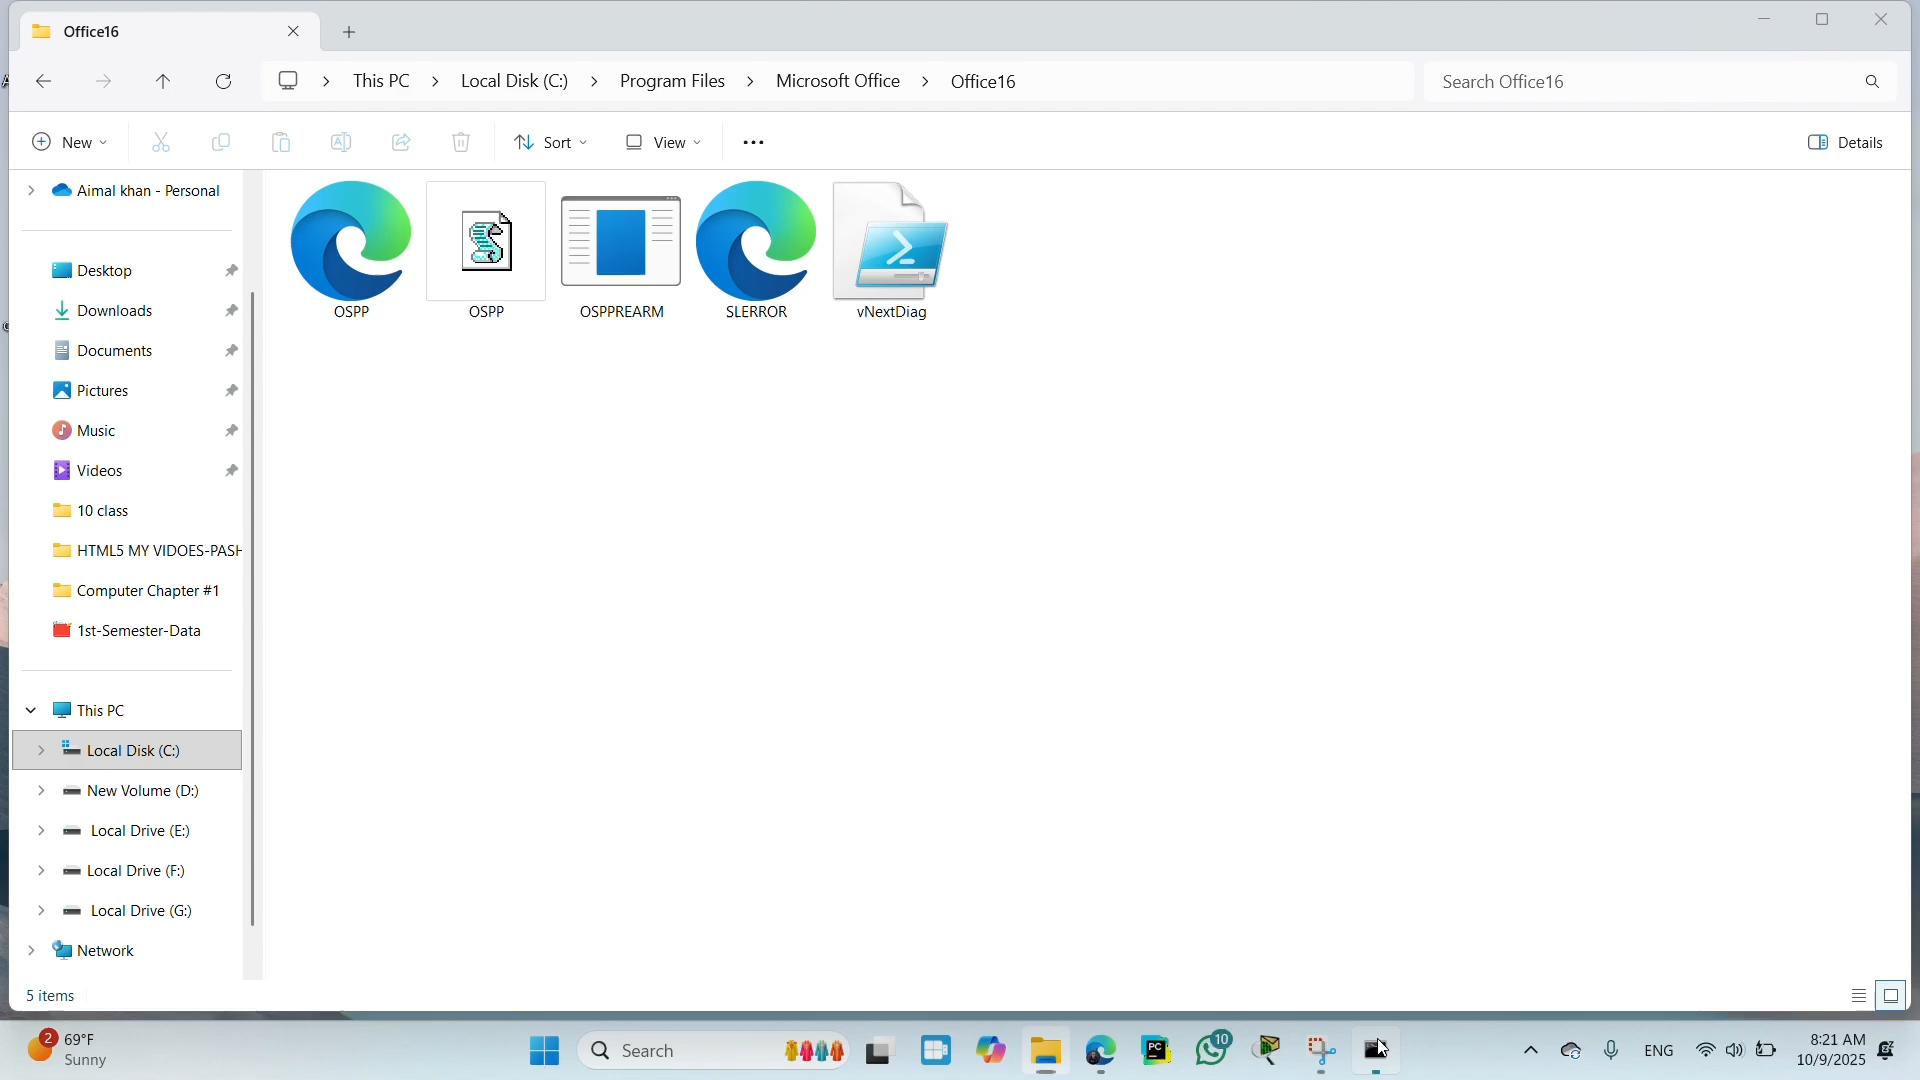 Office16
This PC
Local Disk (C:)
Program Files
Microsoft Office
Office16
Search Office16
New
Sort
View
Details
Aimal khan - Personal
Desktop
Downloads
Documents
Pictures
Music
Videos
10 class
HTML5 MY VIDOES-PASH
Computer Chapter #1
1st-Semester-Data
This PC
Local Disk (C:)
New Volume (D:)
Local Drive (E:)
Local Drive (F:)
Local Drive (G:)
Network
OSPP
OSPP
OSPPREARM
SLERROR
vNextDiag
5 items
2
69°F
Sunny
Search
PC
10
ENG
8:21 AM
10/9/2025